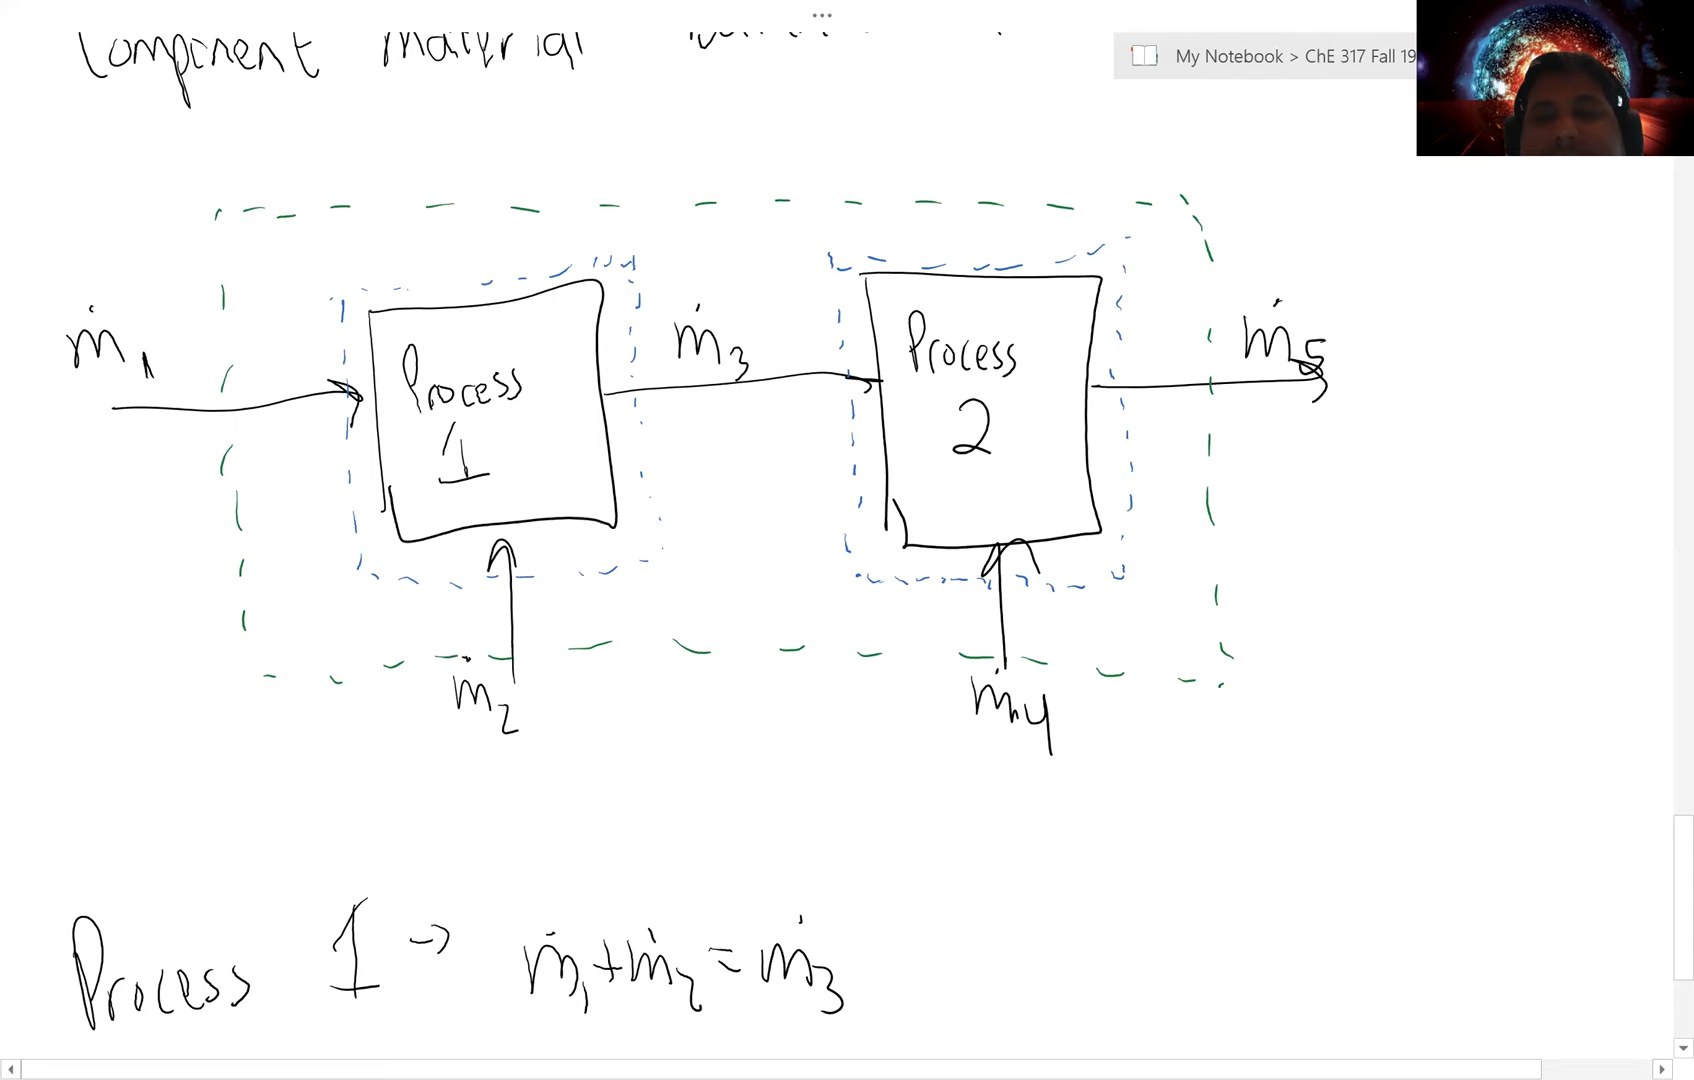 Component Material
My Notebook > ChE 317 Fall 19
ṁ1
Process
1
ṁ3
Process
2
ṁ5
ṁ2
ṁ4
Process 1 → ṁ1 + ṁ2 = ṁ3